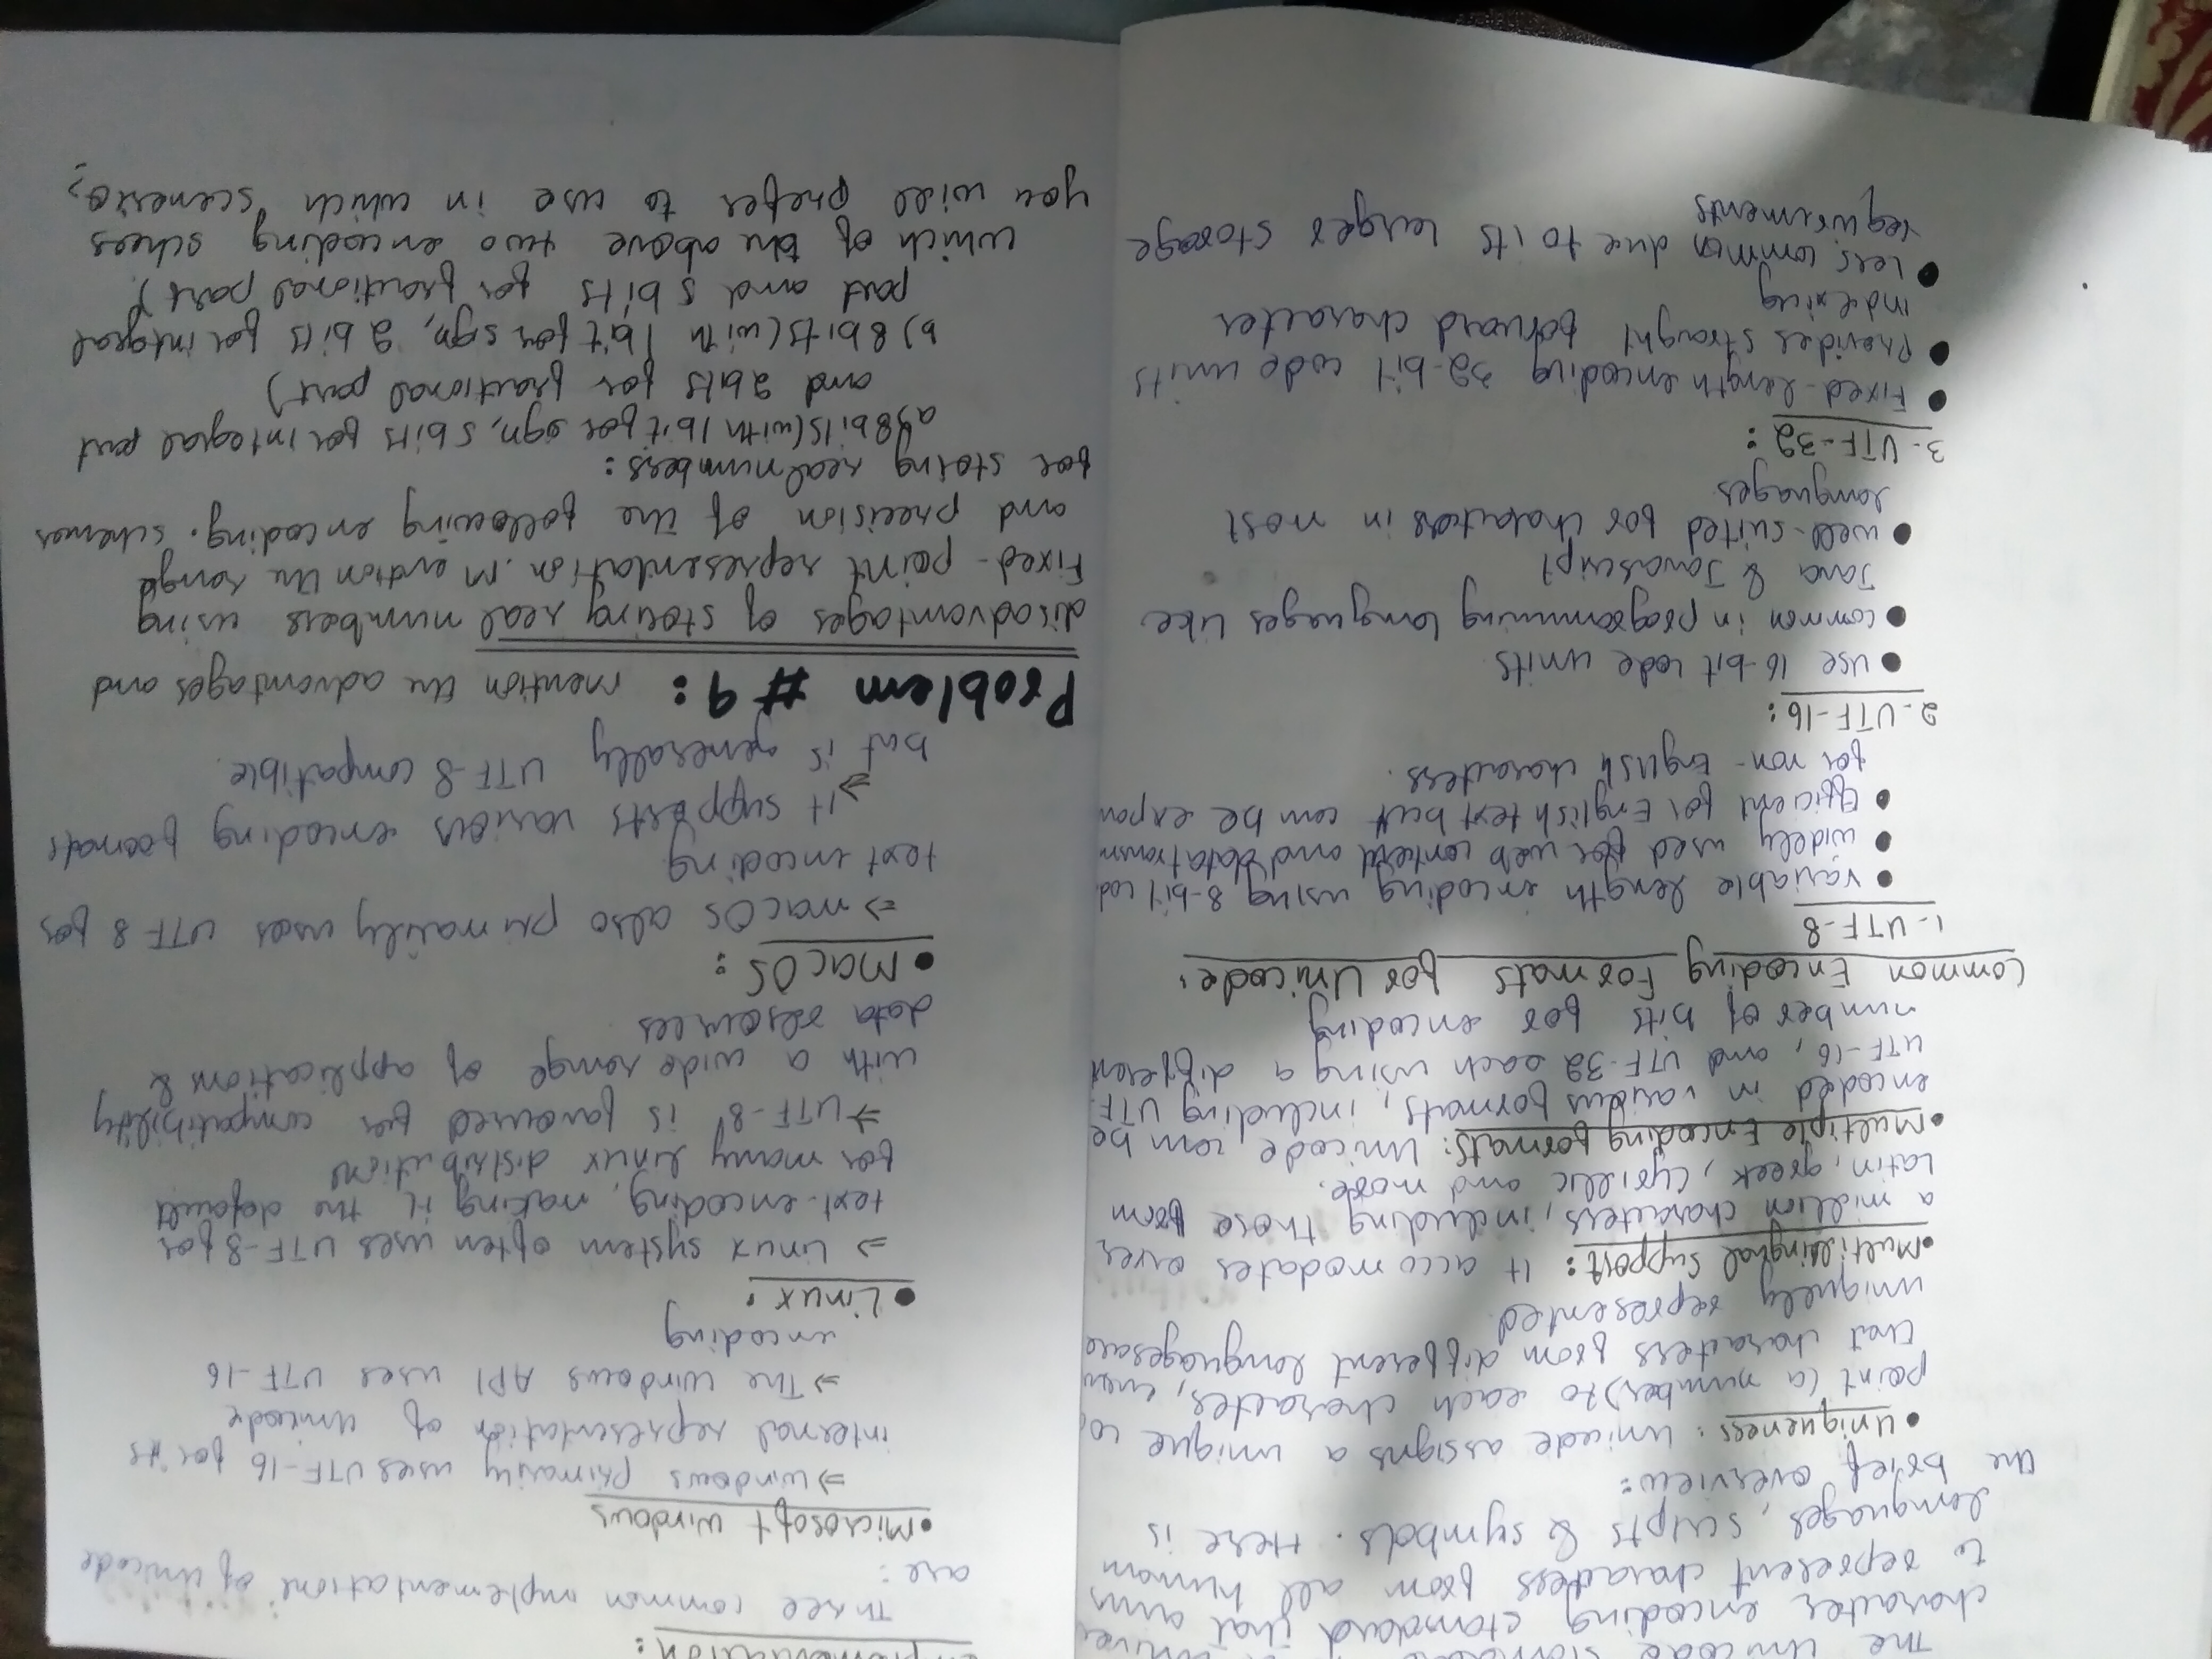 The Unicode
character encoding standard that aims
to represent characters from all human
languages, scripts & symbols. Here is
the brief overview:
•Uniqueness: Unicode assigns a unique co
point (a number) to each character, even
that characters from different languages are
uniquely represented.
•Multilingual Support: It accomodates over
a million characters, including those from
Latin, greek, Cyrillic and more.
•Multiple Encoding formats: Unicode can be
encoded in various formats, including UTF
UTF-16, and UTF-32 each using a different
number of bits for encoding
Common Encoding Formats for Unicode:
1- UTF-8
• variable length encoding using 8-bit cod
• widely used for web content and data transm
• Efficient for English text but can be expan
for non-English characters.
2- UTF-16:
• use 16-bit code units
• common in programming languages like
Java & Javascript
• well-suited for characters in most
languages
3- UTF-32:
• Fixed-length encoding 32-bit code units
• Provides straight forward character
indexing
• Less common due to its larger storage
requirments
Implementation:
Three common implementations of unicode
are:
•Microsoft windows
⇒ windows primarily uses UTF-16 for its
internal representation of unicode
⇒ The windows API uses UTF-16
encoding
• Linux:
⇒ Linux system often uses UTF-8 for
text-encoding, making it the default
for many Linux distributions
⇒ UTF-8 is favoured for compatibility
with a wide range of applications &
data resources
• macOS:
⇒ macOS also primarily uses UTF 8 for
text encoding
⇒ It supports various encoding formats
but is generally UTF-8 compatible.
Problem # 9: mention the advantages and
disadvantages of storing real numbers using
Fixed-point representation. Mention the range
and precision of the following encoding. schemes
for storing real numbers:
a) 8 bits (with 1 bit for sign, 5 bits for integral part
and 2 bits for fractional part)
b) 8 bits (with 1 bit for sign, 2 bits for integral
part and 5 bits for fractional part).
which of the above two encoding
you will prefer to use in which